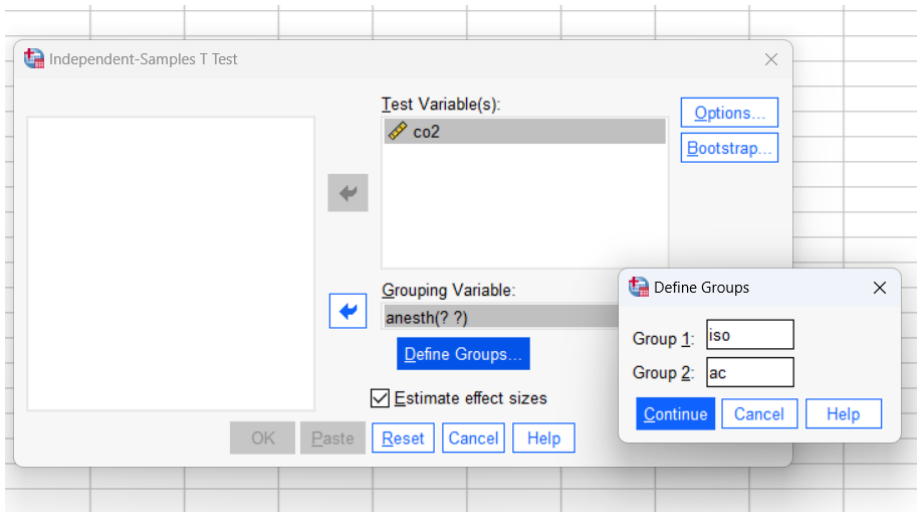 Independent-Samples T Test
Test Variable(s):
co2
Options...
Bootstrap...
Grouping Variable:
anesth(? ?)
Define Groups...
Estimate effect sizes
OK Paste Reset Cancel Help
Define Groups
Group 1: iso
Group 2: ac
Continue Cancel Help